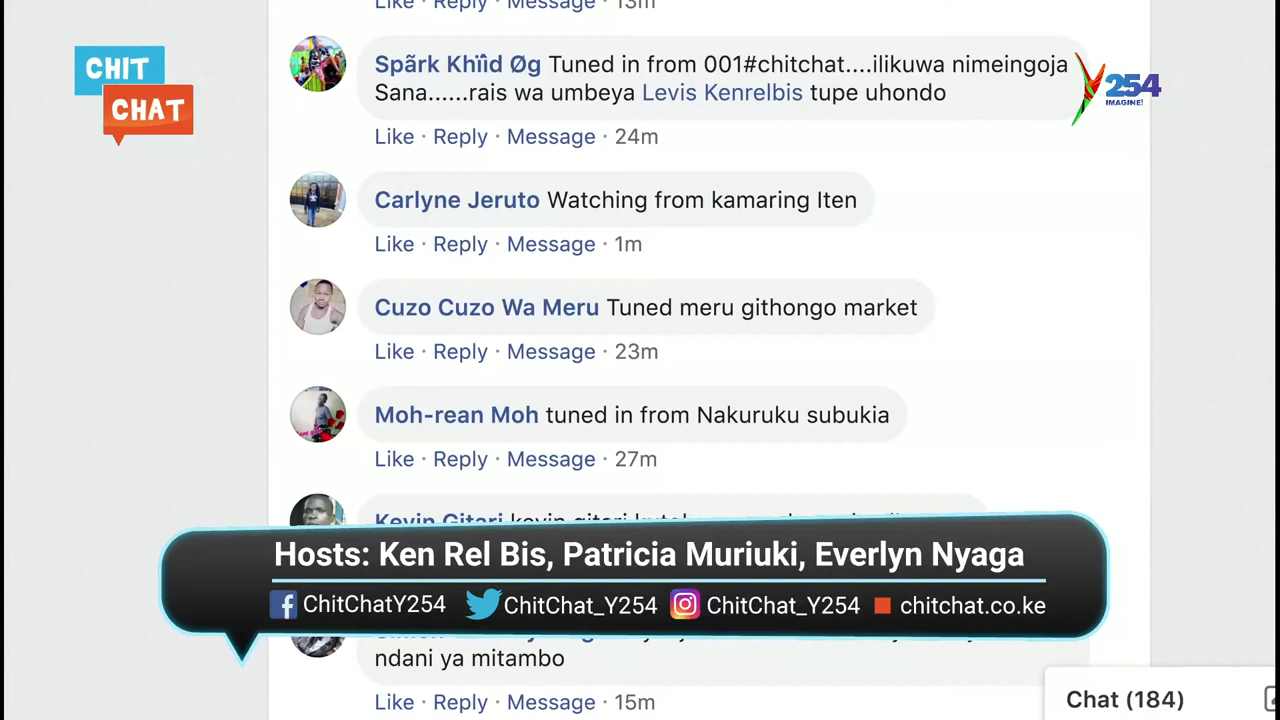 Like · Reply · Message · 13m
CHIT
CHAT
Spãrk Khïïd Øg Tuned in from 001#chitchat....ilikuwa nimeingoja
Sana......rais wa umbeya Levis Kenrelbis tupe uhondo
254
IMAGINE!
Like · Reply · Message · 24m
Carlyne Jeruto Watching from kamaring Iten
Like · Reply · Message · 1m
Cuzo Cuzo Wa Meru Tuned meru githongo market
Like · Reply · Message · 23m
Moh-rean Moh tuned in from Nakuruku subukia
Like · Reply · Message · 27m
Kevin Gitari kevin gitari
Hosts: Ken Rel Bis, Patricia Muriuki, Everlyn Nyaga
ChitChatY254 ChitChat_Y254 ChitChat_Y254 chitchat.co.ke
ndani ya mitambo
Like · Reply · Message · 15m
Chat (184)